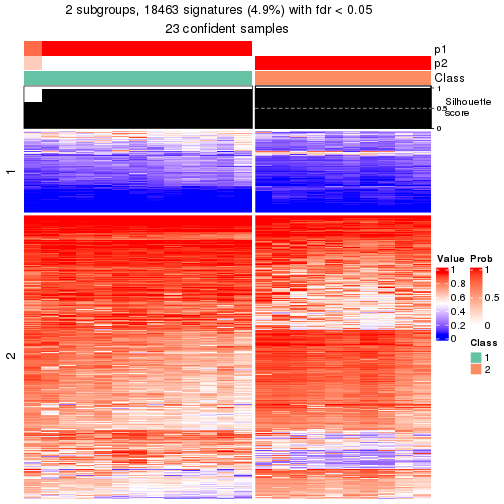 2 subgroups, 18463 signatures (4.9%) with fdr < 0.05
23 confident samples
p1
p2
Class
1
0.5
0
Silhouette
score
1
2
Value
1
0.8
0.6
0.4
0.2
0
Prob
1
0.5
0
Class
1
2